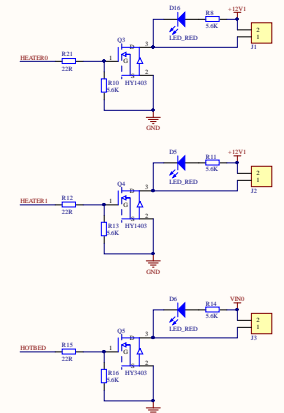 D16
R8
+12V1
5.6K
LED_RED
2
1
J1
Q3
3
D
HEATER0
R21
22R
1
G
S
2
R10
5.6K
HY1403
GND
D5
R11
+12V1
5.6K
LED_RED
2
1
J2
Q4
3
D
HEATER1
R12
22R
1
G
S
2
R13
5.6K
HY1403
GND
D6
R14
VIN0
5.6K
LED_RED
2
1
J3
Q5
3
D
HOTBED
R15
22R
1
G
S
2
R16
5.6K
HY3403